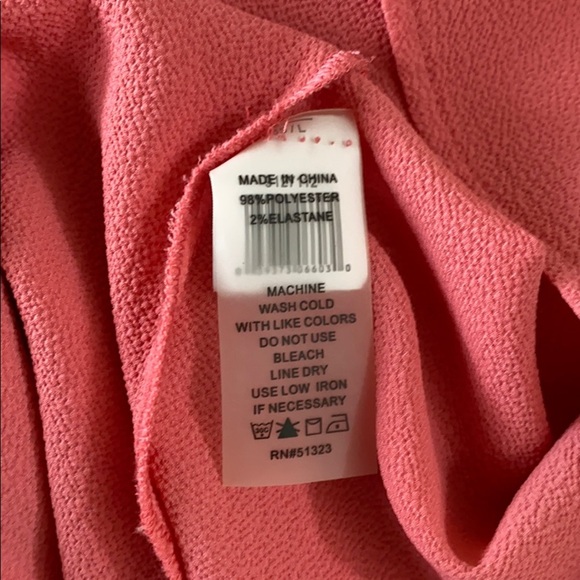 MADE IN CHINA
98%POLYESTER
2%ELASTANE
MACHINE
WASH COLD
WITH LIKE COLORS
DO NOT USE
BLEACH
LINE DRY
USE LOW IRON
IF NECESSARY
RN#51323